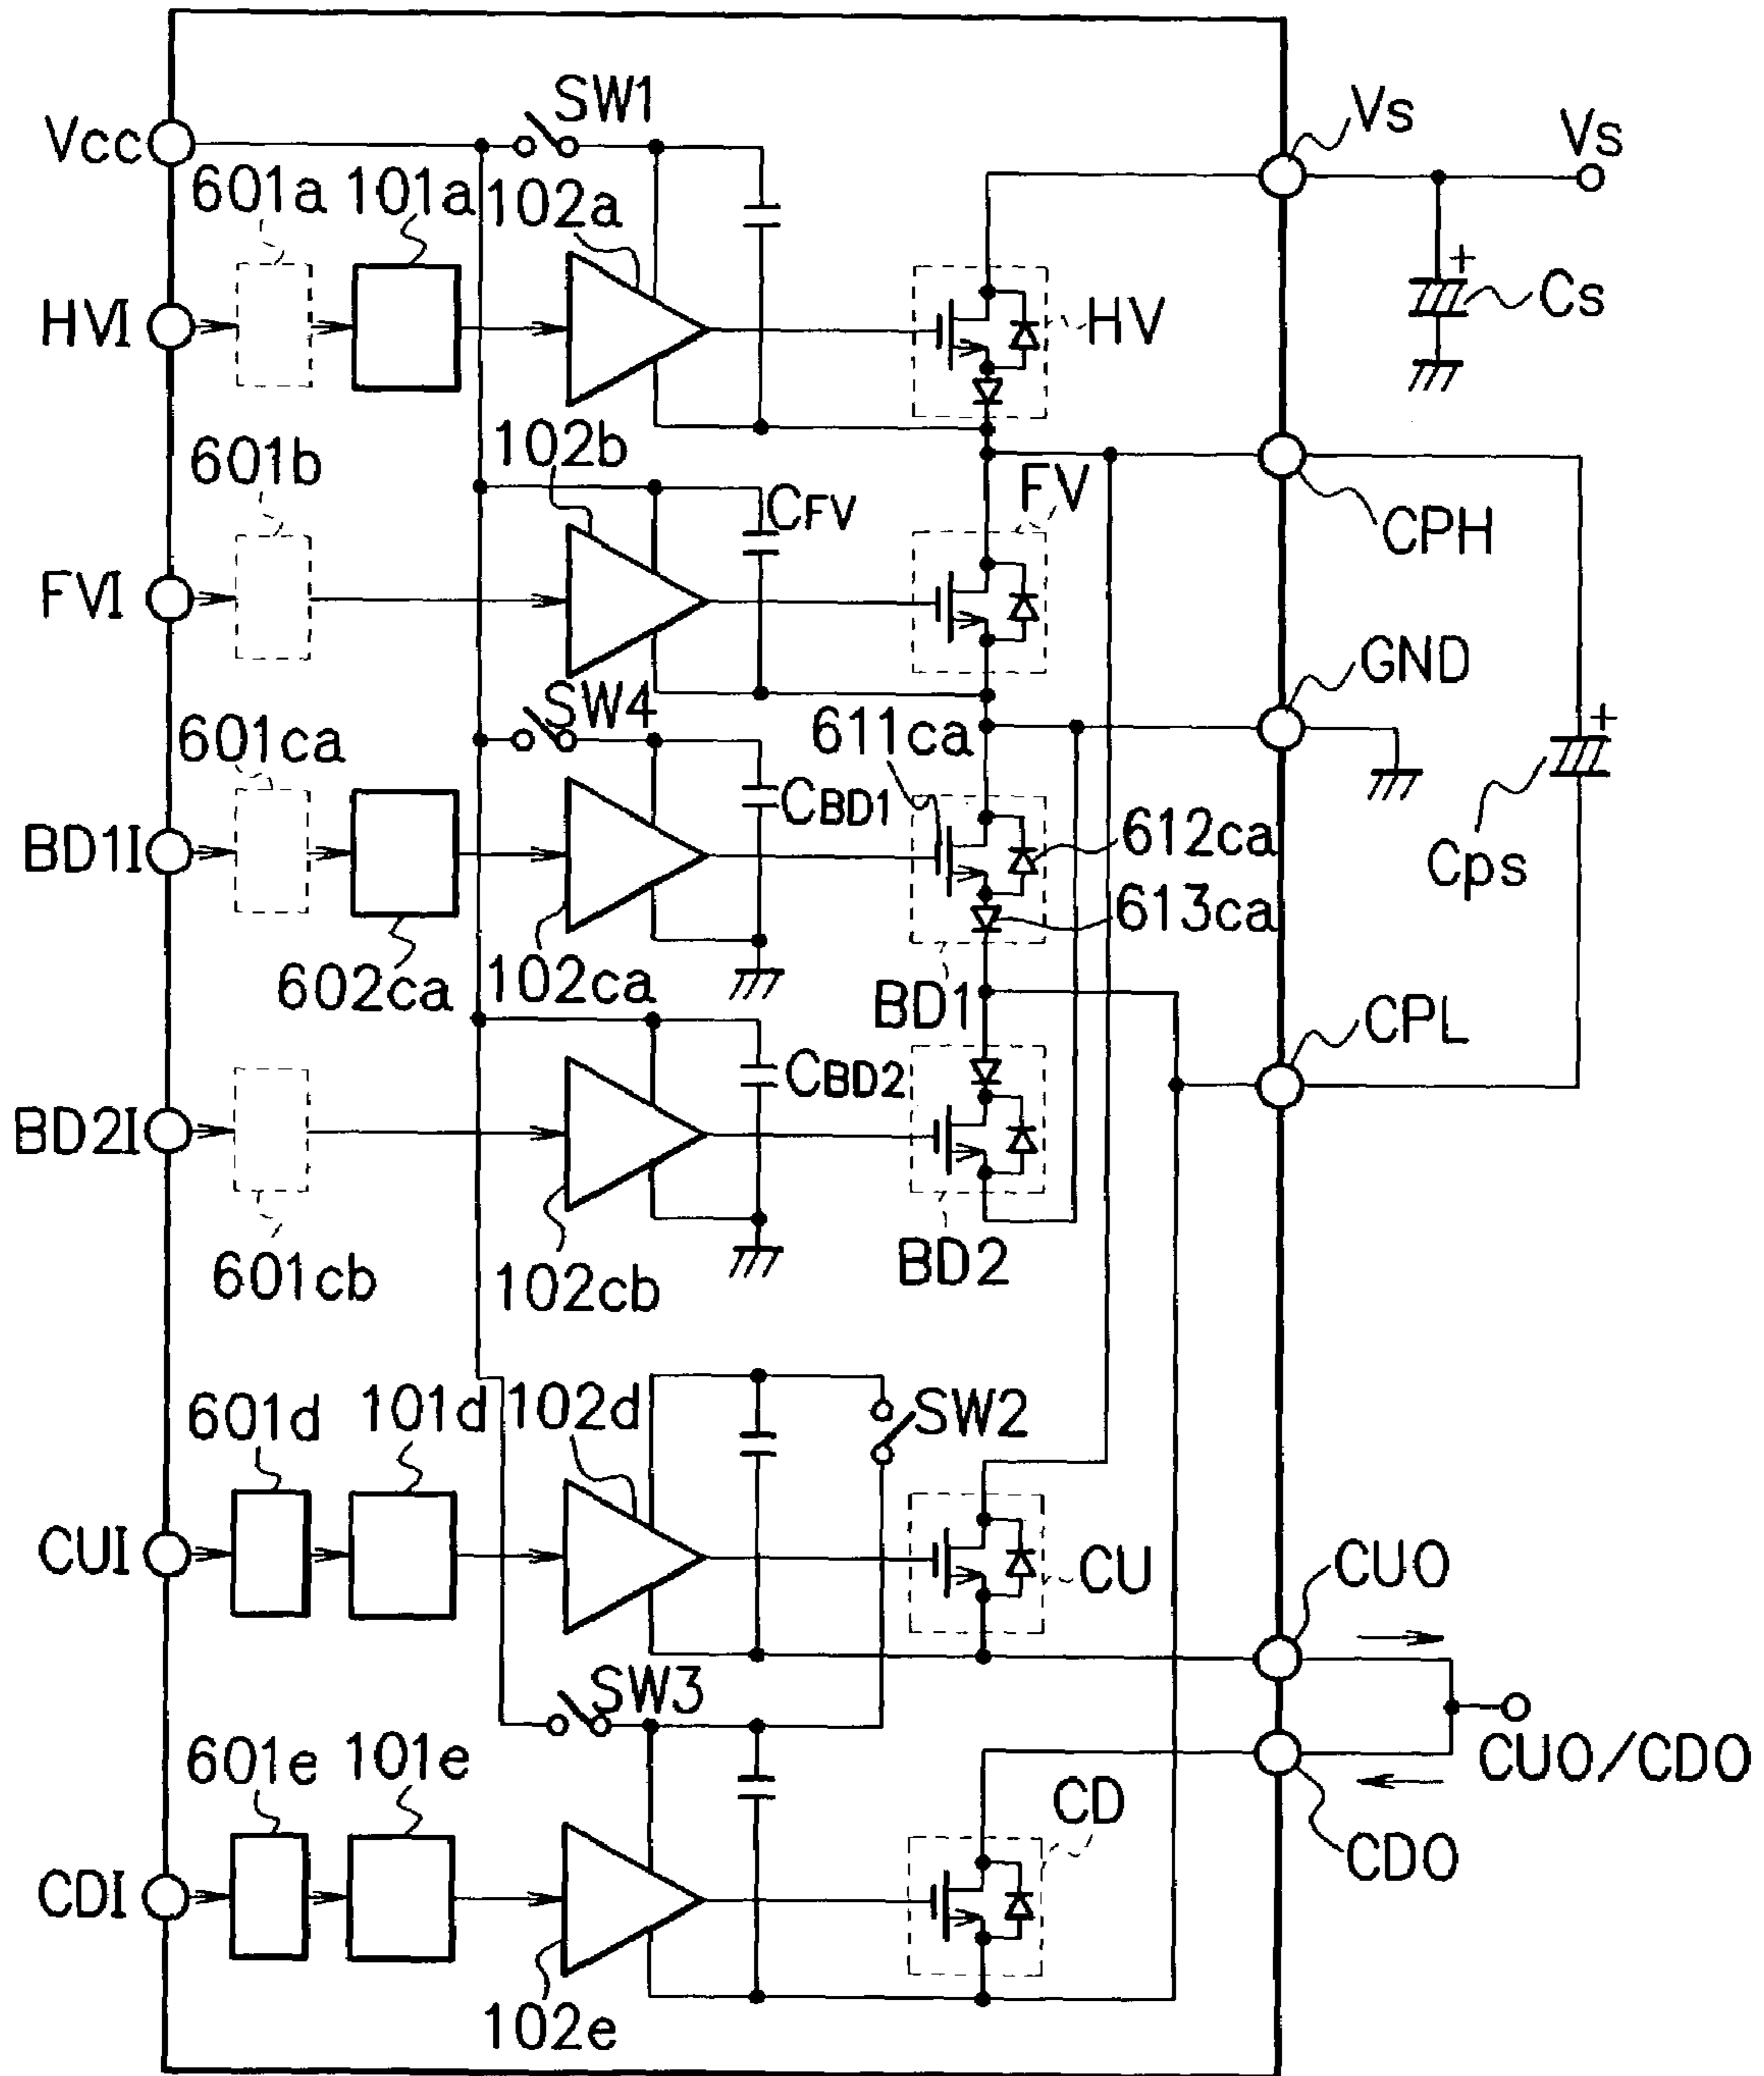 SW1
Vs
Vs
Vcc
601a 101a 102a
HVI
HV
Cs
102b
601b
FV
CFV
CPH
FVI
GND
SW4
601ca
611ca
CBD1
612ca
BD1I
Cps
613ca
602ca 102ca
BD1
CPL
CBD2
BD2I
BD2
601cb 102cb
601d 101d 102d
SW2
CUI
CU
CUO
SW3
601e 101e
CUO/CDO
CD
CDO
CDI
102e